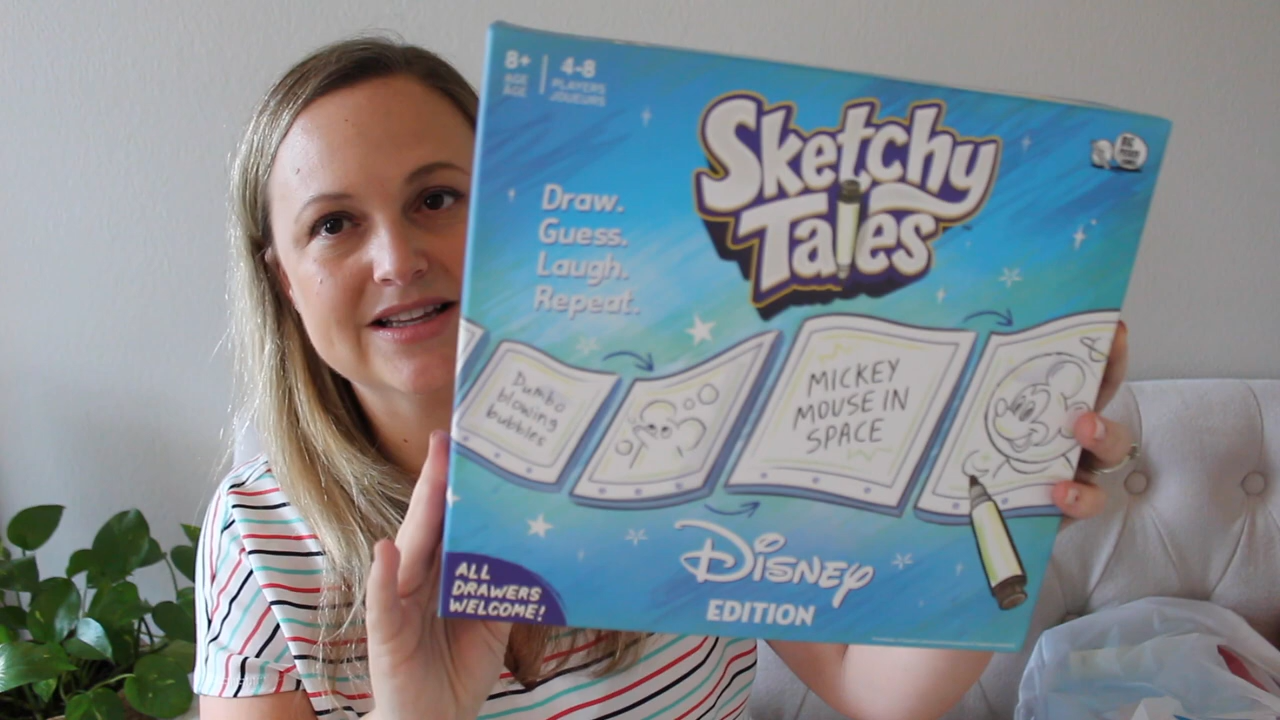 8+
AGE
ÂGE
4-8
PLAYERS
JOUEURS
Sketchy
Tales
Draw.
Guess.
Laugh.
Repeat.
Dumbo
blowing
bubbles
MICKEY
MOUSE IN
SPACE
Disney
EDITION
ALL
DRAWERS
WELCOME!